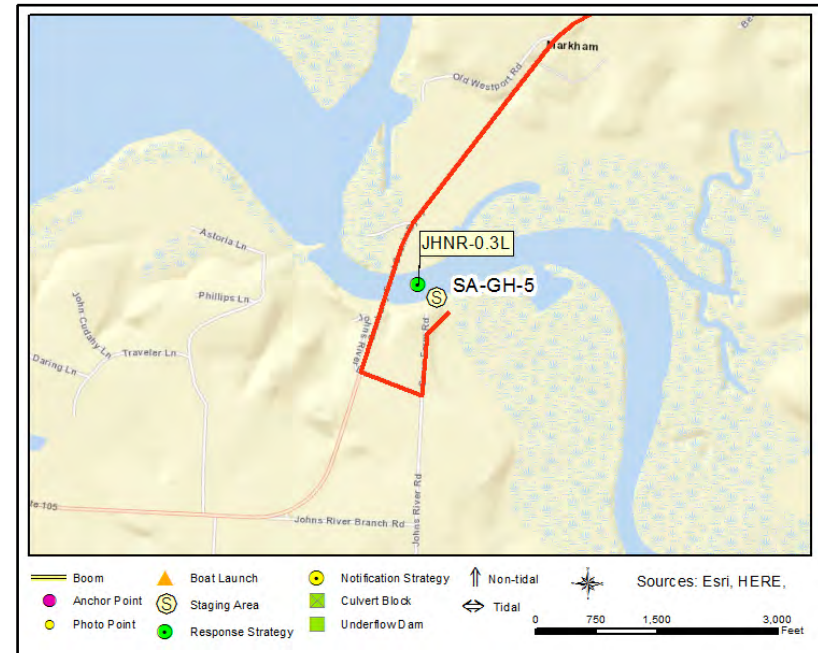 Markham
Old Westport Rd
JHNR-0.3L
Astoria Ln
S SA-GH-5
Phillips Ln
John Cudahy Ln
Traveler Ln
Daring Ln
Johns River
Rd
Johns River Rd
105
Johns River Branch Rd
Boom
Boat Launch
Notification Strategy
Non-tidal
Sources: Esri, HERE,
Anchor Point
S Staging Area
Culvert Block
Tidal
Photo Point
Response Strategy
Underflow Dam
0 750 1,500 3,000
Feet